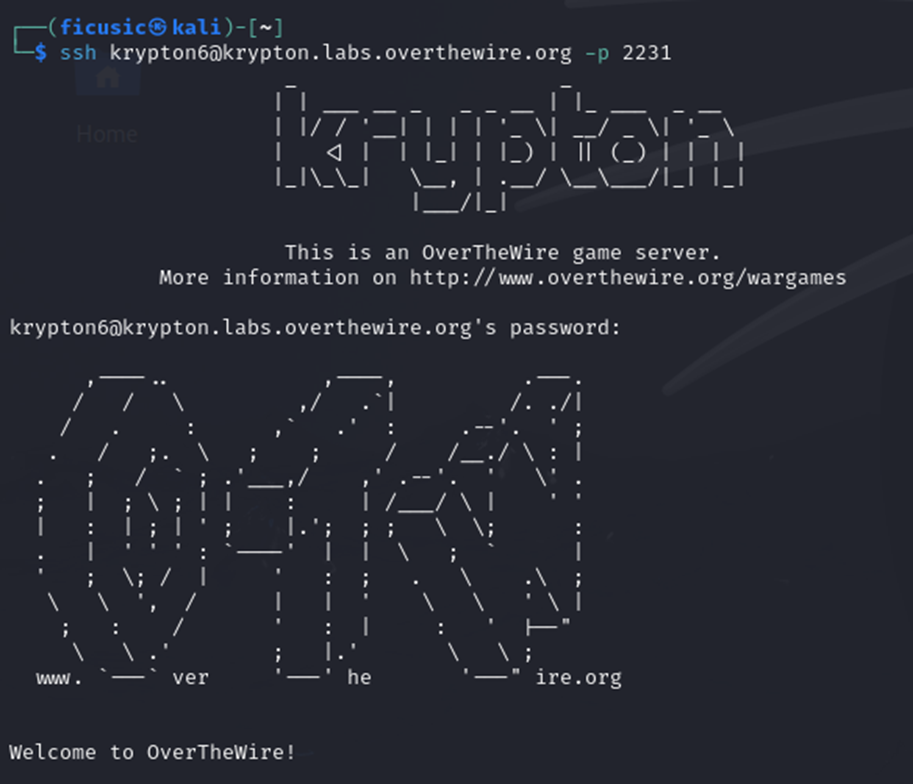 (ficusic㉿kali)-[~]
$ ssh krypton6@krypton.labs.overthewire.org -p 2231
Home
krypton
This is an OverTheWire game server.
More information on http://www.overthewire.org/wargames
krypton6@krypton.labs.overthewire.org's password:
OTW
www. ver he ire.org
Welcome to OverTheWire!